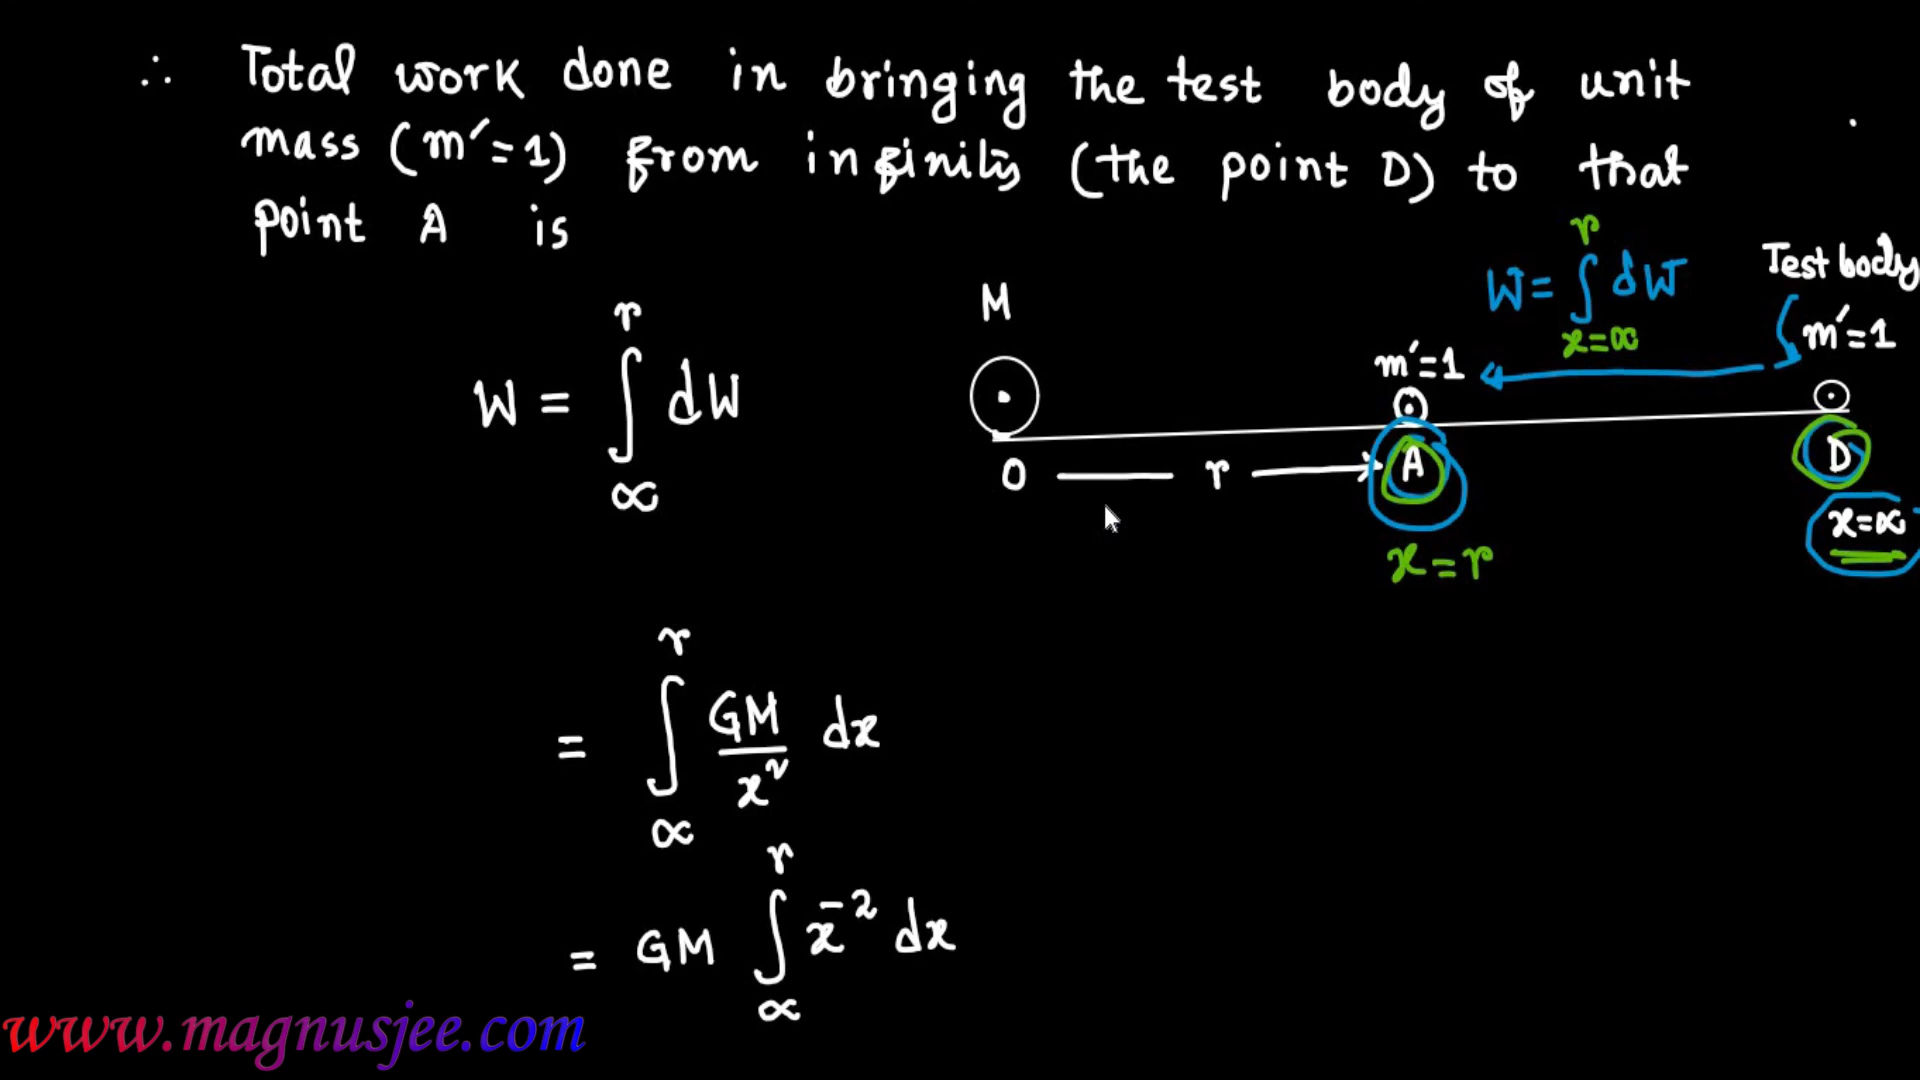 ∴ Total work done in bringing the test body of unit
mass (m′=1) from infinity (the point D) to that
point A is
W = ∫ r ∞ dW
M
W = ∫ r x=∞ dW
Test body
m′=1
m′=1
O — r → A
D
x=∞
x=r
= ∫ r ∞ GM/x² dx
= GM ∫ r ∞ x⁻² dx
www.magnusjee.com